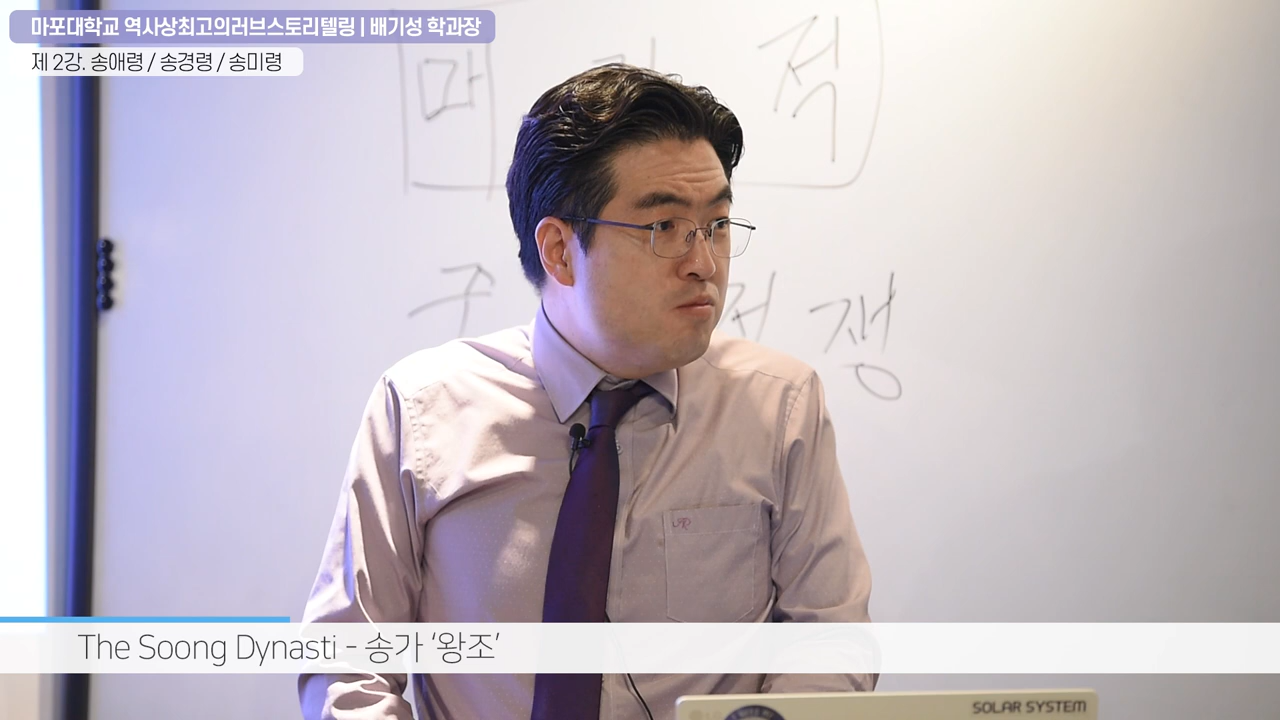 마포대학교 역사상최고의러브스토리텔링 | 배기성 학과장
제 2강. 송애령 / 송경령 / 송미령
마 적
전쟁
The Soong Dynasti - 송가 ‘왕조’
SOLAR SYSTEM